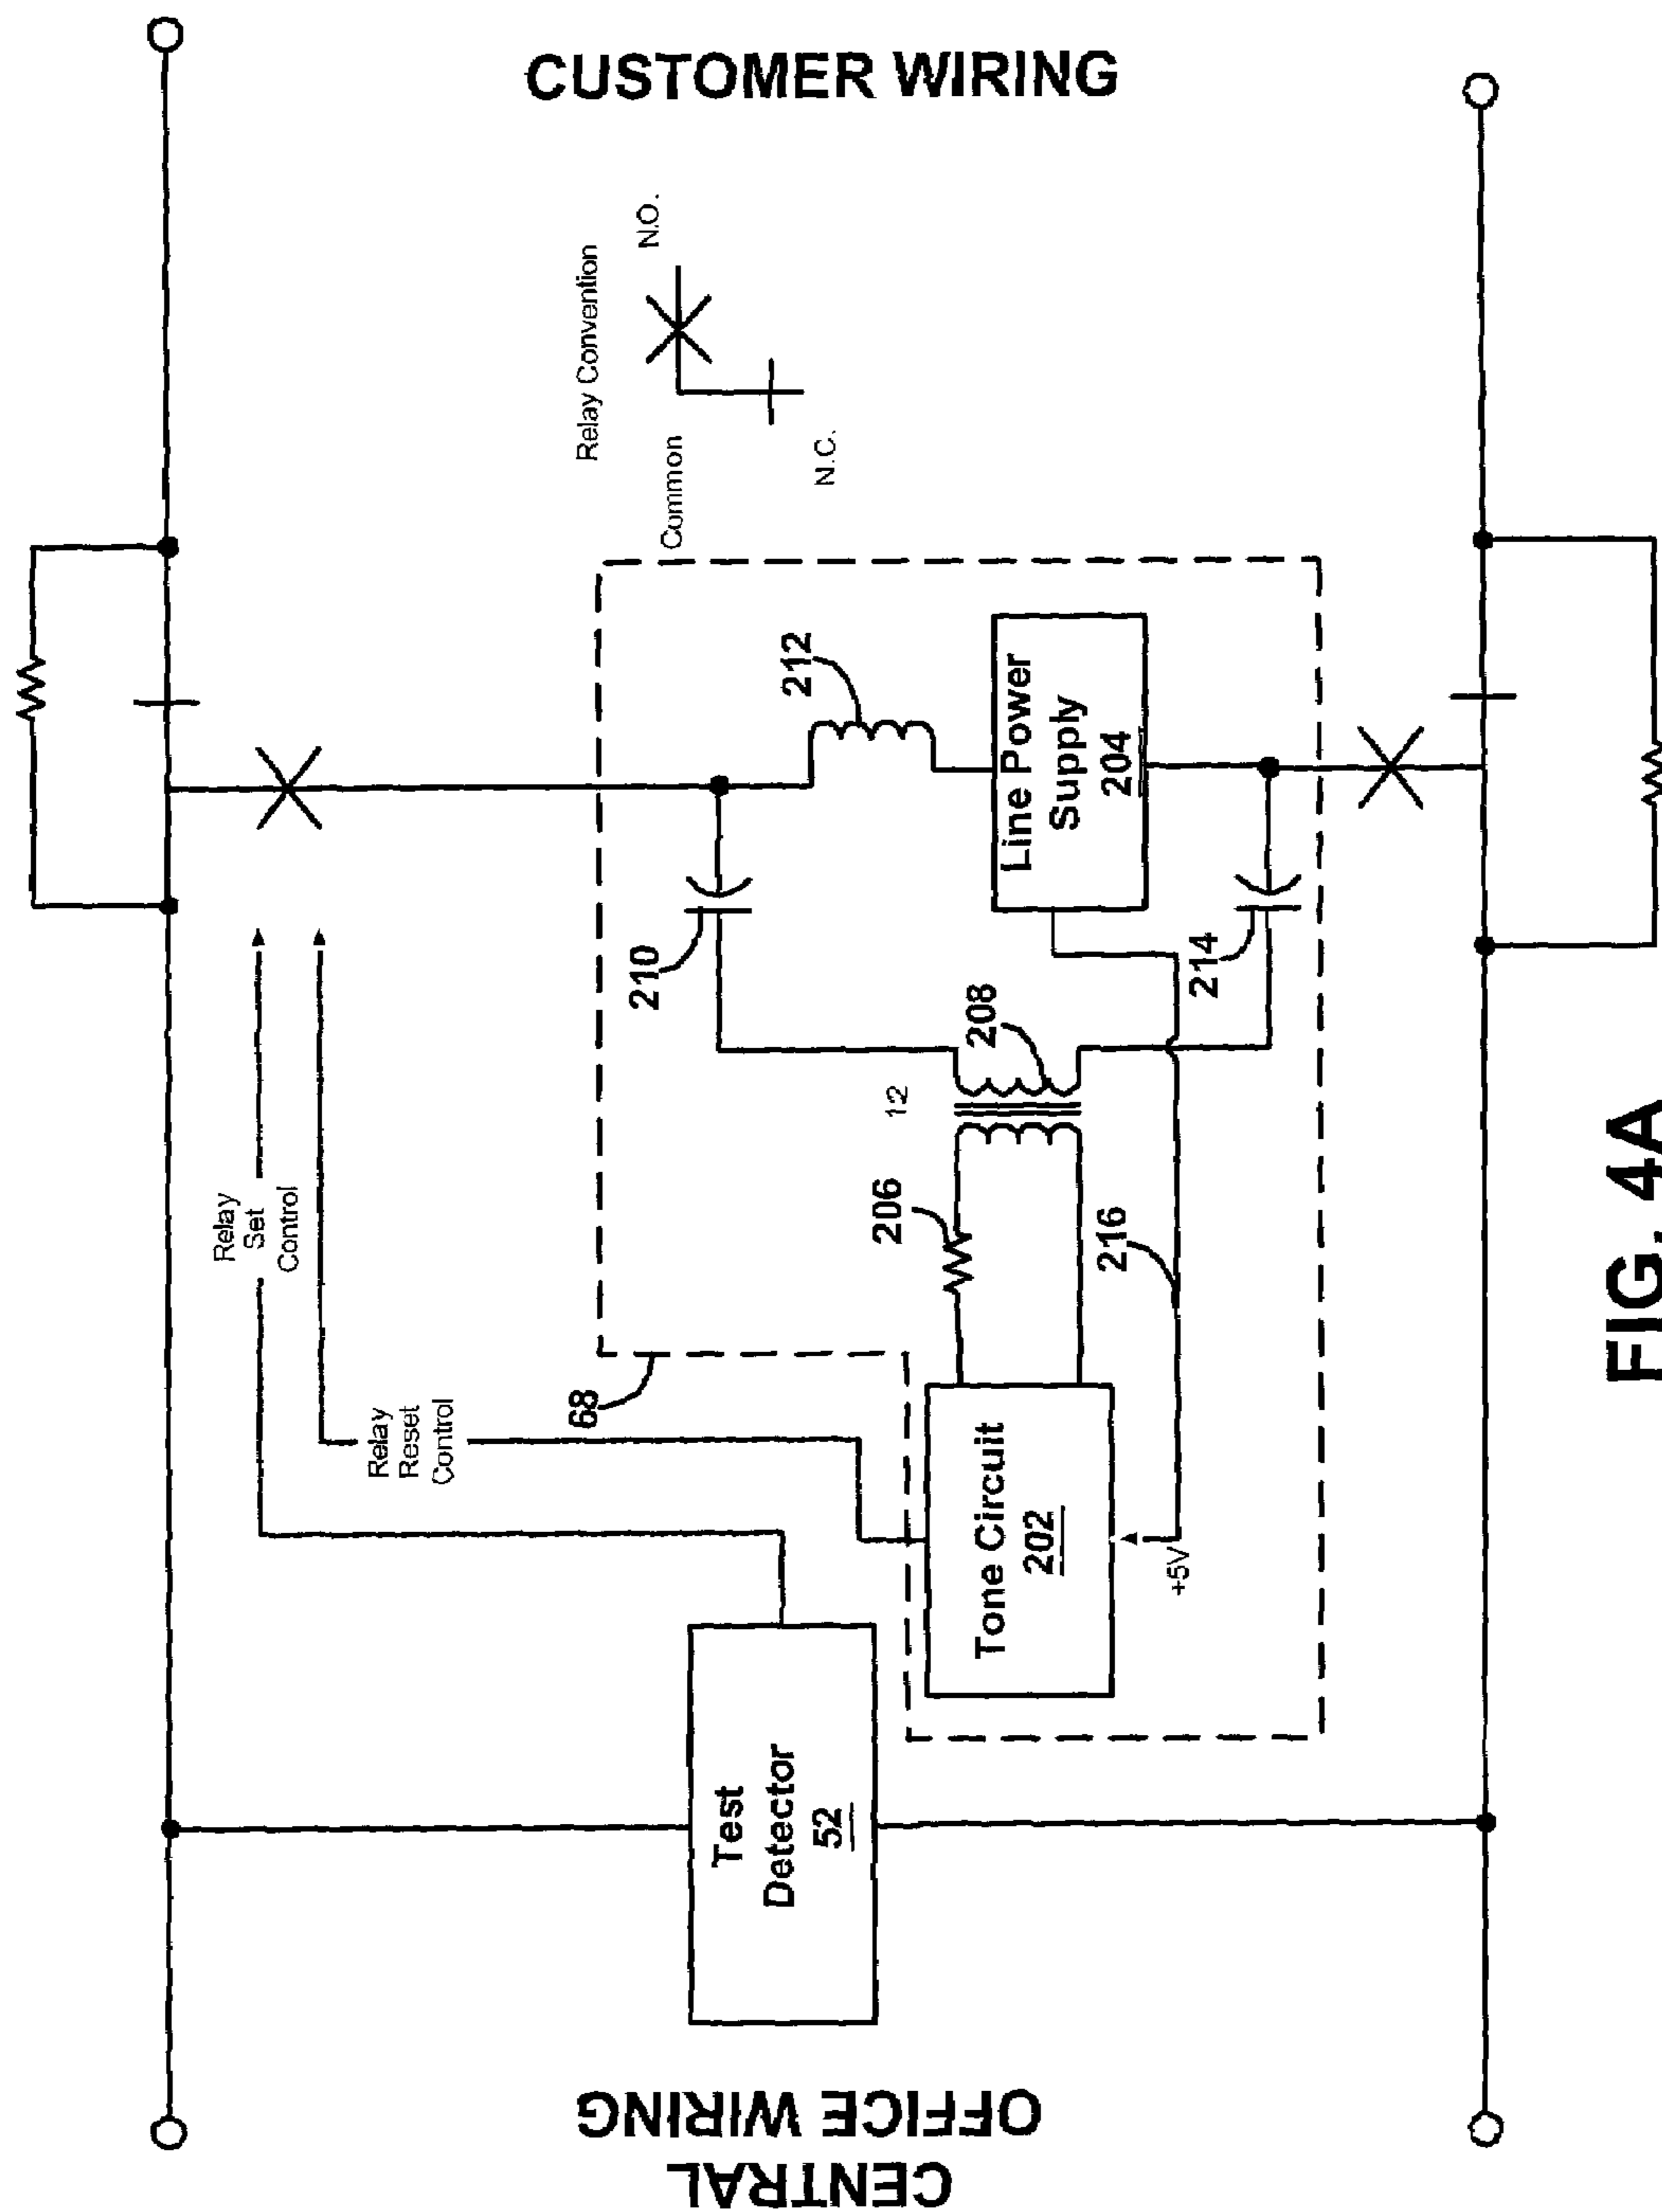 CUSTOMER WIRING
Relay Convention
N.O.
Common
N.C.
212
Line Power
Supply
204
210
214
208
12
206
216
Relay
Set
Control
Relay
Reset
Control
68
Tone Circuit
202
+5V
Test
Detector
52
CENTRAL
OFFICE WIRING
FIG. 4A